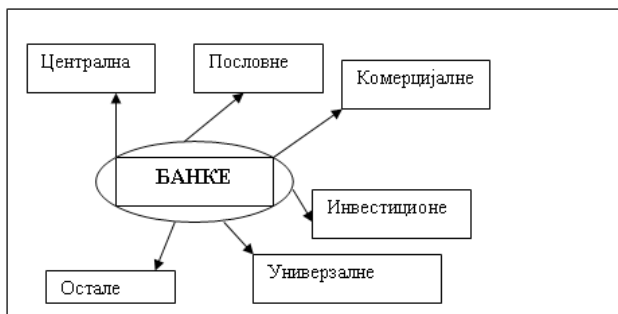 Централна
Пословне
Комерцијалне
БАНКЕ
Инвестиционе
Универзалне
Остале